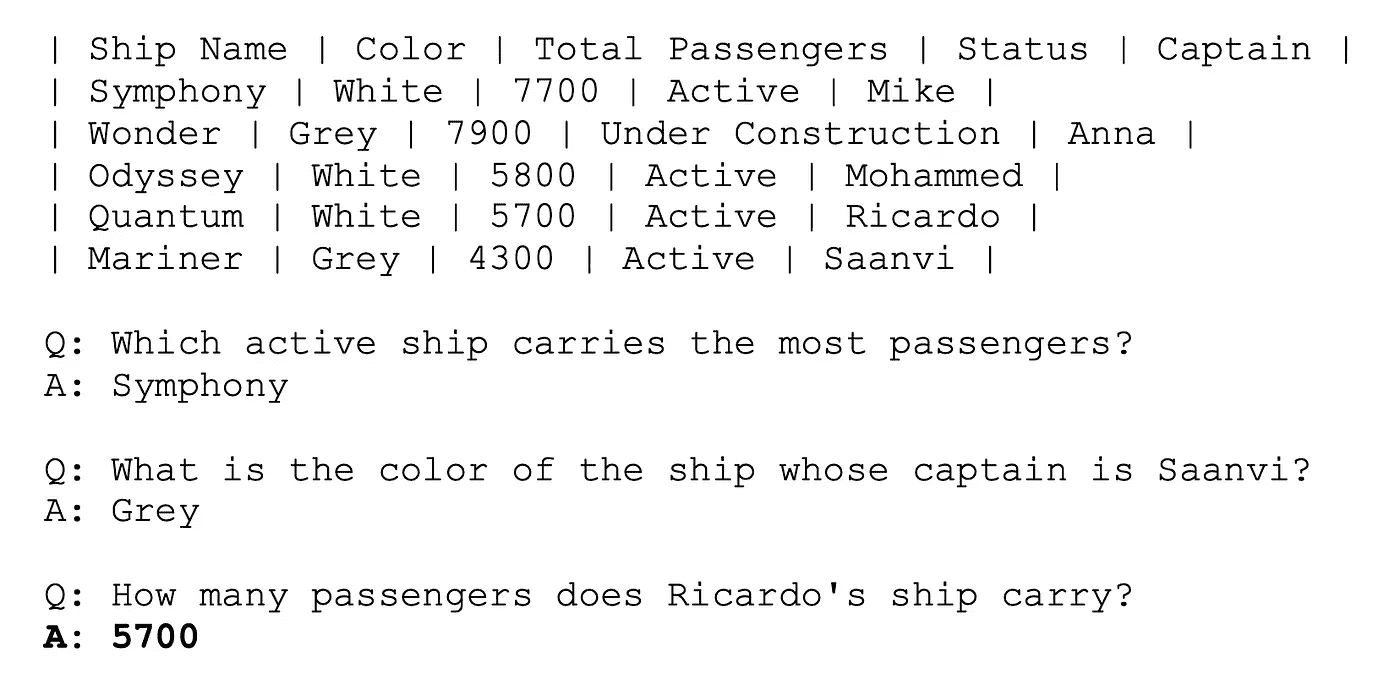 | Ship Name | Color | Total Passengers | Status | Captain |
| Symphony | White | 7700 | Active | Mike |
| Wonder | Grey | 7900 | Under Construction | Anna |
| Odyssey | White | 5800 | Active | Mohammed |
| Quantum | White | 5700 | Active | Ricardo |
| Mariner | Grey | 4300 | Active | Saanvi |
Q: Which active ship carries the most passengers?
A: Symphony
Q: What is the color of the ship whose captain is Saanvi?
A: Grey
Q: How many passengers does Ricardo's ship carry?
A: 5700